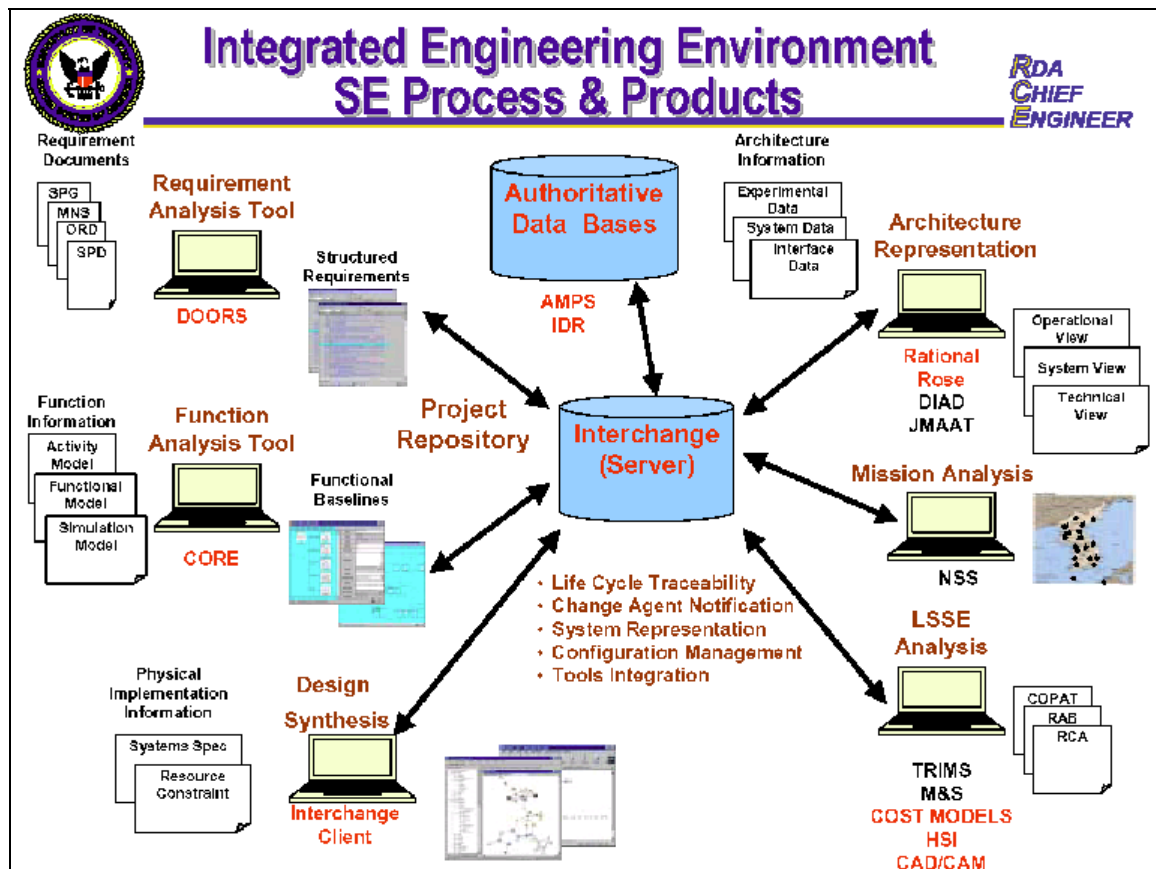 Integrated Engineering Environment
SE Process & Products
RDA
CHIEF
ENGINEER
Requirement
Documents
SPG
MNS
ORD
SPD
Requirement
Analysis Tool
DOORS
Structured
Requirements
Authoritative
Data Bases
AMPS
IDR
Architecture
Information
Experimental
Data
System Data
Interface
Data
Architecture
Representation
Rational
Rose
DIAD
JMAAT
Operational
View
System View
Technical
View
Function
Information
Activity
Model
Functional
Model
Simulation
Model
Function
Analysis Tool
CORE
Functional
Baselines
Project
Repository
Interchange
(Server)
Mission Analysis
NSS
• Life Cycle Traceability
• Change Agent Notification
• System Representation
• Configuration Management
• Tools Integration
LSSE
Analysis
COPAT
RAB
RCA
TRIMS
M&S
COST MODELS
HSI
CAD/CAM
Physical
Implementation
Information
Systems Spec
Resource
Constraint
Design
Synthesis
Interchange
Client